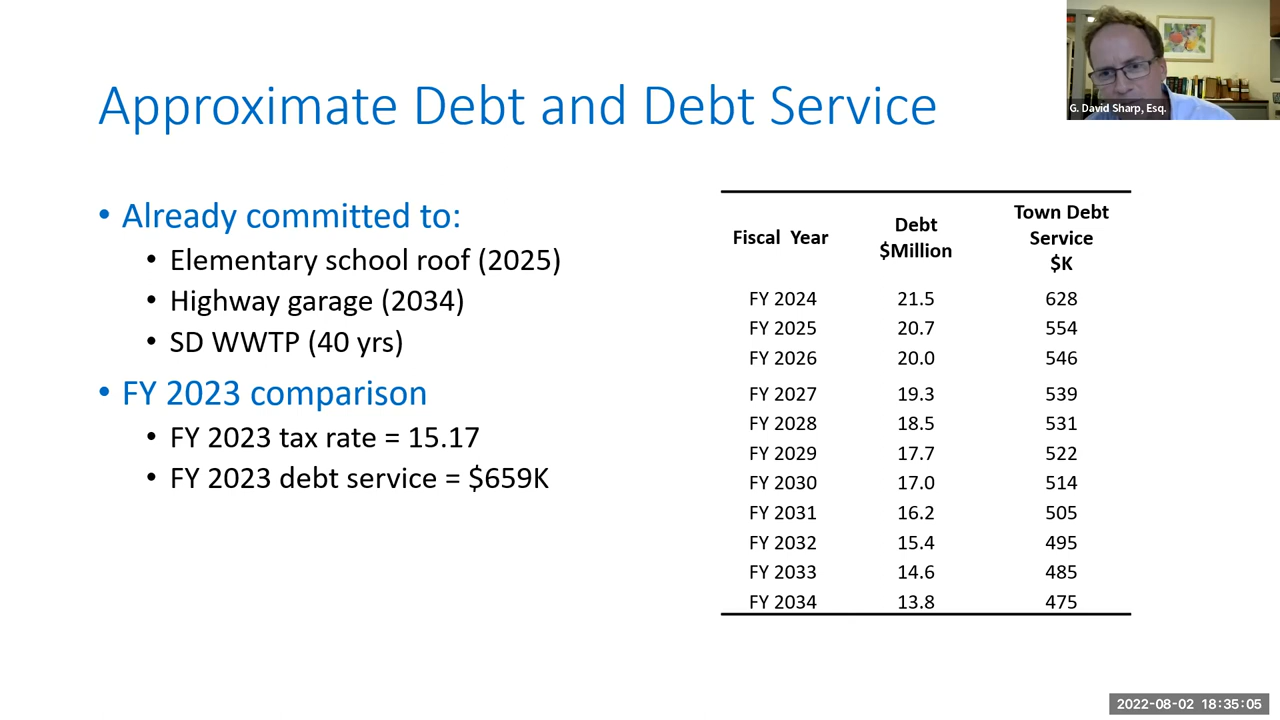 G. David Sharp, Esq.
Approximate Debt and Debt Service
• Already committed to:
• Elementary school roof (2025)
• Highway garage (2034)
• SD WWTP (40 yrs)
• FY 2023 comparison
• FY 2023 tax rate = 15.17
• FY 2023 debt service = $659K
Fiscal Year Debt $Million Town Debt Service $K
FY 2024 21.5 628
FY 2025 20.7 554
FY 2026 20.0 546
FY 2027 19.3 539
FY 2028 18.5 531
FY 2029 17.7 522
FY 2030 17.0 514
FY 2031 16.2 505
FY 2032 15.4 495
FY 2033 14.6 485
FY 2034 13.8 475
2022-08-02 18:35:05